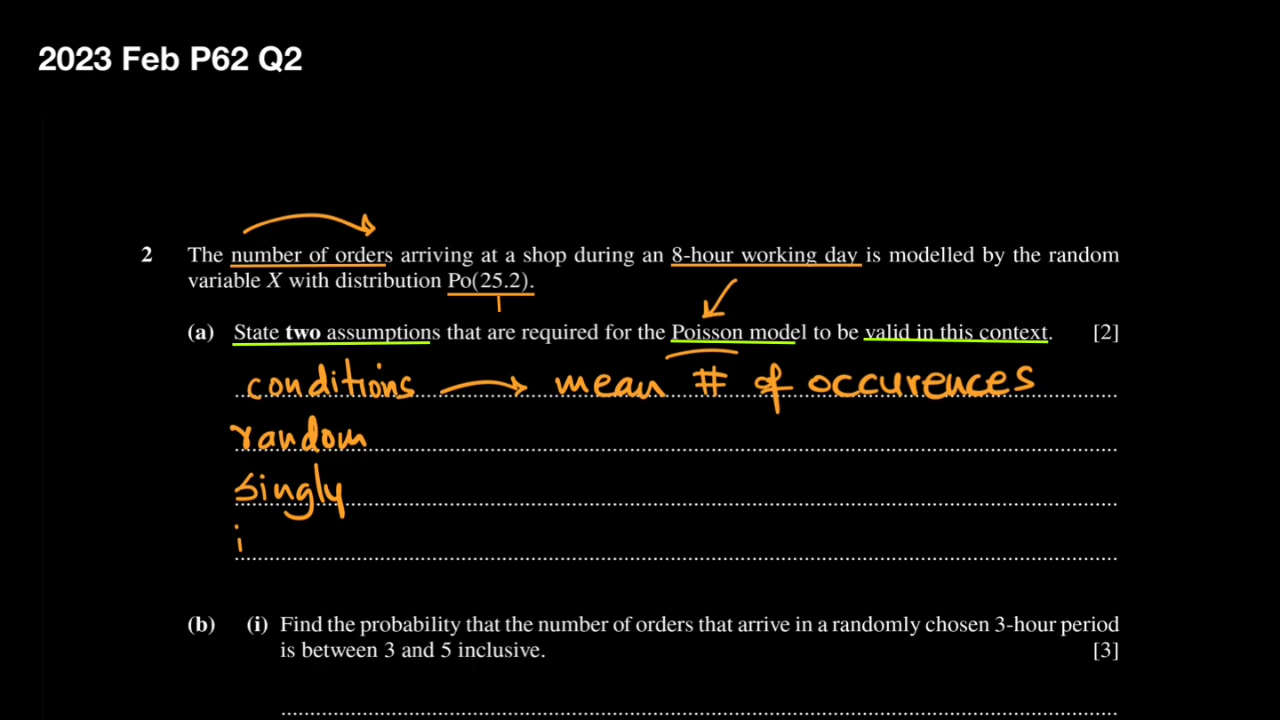 2023 Feb P62 Q2
2 The number of orders arriving at a shop during an 8-hour working day is modelled by the random
variable X with distribution Po(25.2).
(a) State two assumptions that are required for the Poisson model to be valid in this context. [2]
conditions → mean # of occurences
random
singly
i
(b) (i) Find the probability that the number of orders that arrive in a randomly chosen 3-hour period
is between 3 and 5 inclusive. [3]